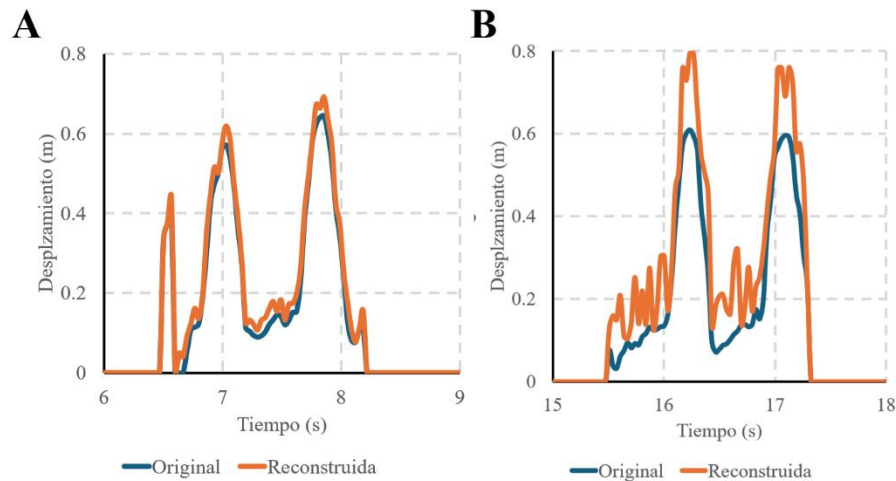 A
Desplzamiento (m)
0.8
0.6
0.4
0.2
0
6
7
8
9
Tiempo (s)
Original
Reconstruida
B
Desplzamiento (m)
0.8
0.6
0.4
0.2
0
15
16
17
18
Tiempo (s)
Original
Reconstruida